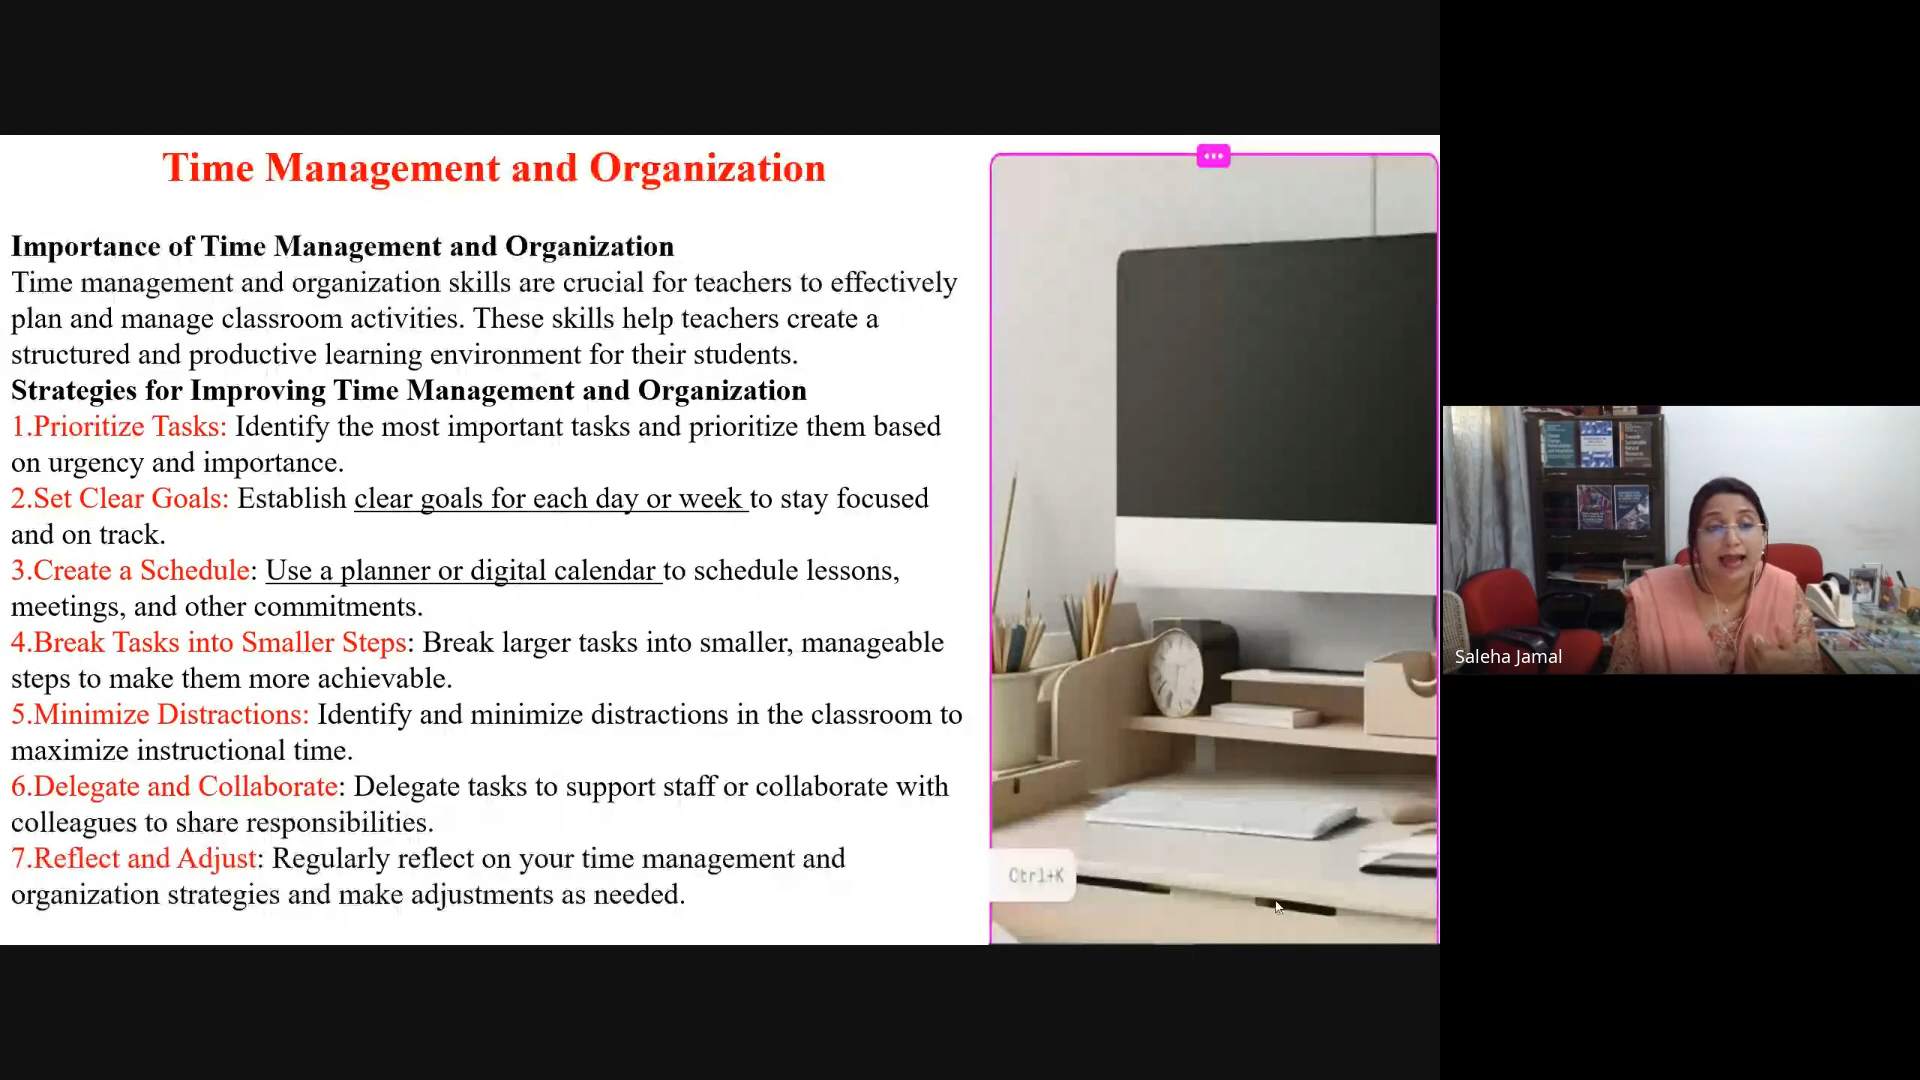 Time Management and Organization
Importance of Time Management and Organization
Time management and organization skills are crucial for teachers to effectively
plan and manage classroom activities. These skills help teachers create a
structured and productive learning environment for their students.
Strategies for Improving Time Management and Organization
1.Prioritize Tasks: Identify the most important tasks and prioritize them based
on urgency and importance.
2.Set Clear Goals: Establish clear goals for each day or week to stay focused
and on track.
3.Create a Schedule: Use a planner or digital calendar to schedule lessons,
meetings, and other commitments.
4.Break Tasks into Smaller Steps: Break larger tasks into smaller, manageable
steps to make them more achievable.
5.Minimize Distractions: Identify and minimize distractions in the classroom to
maximize instructional time.
6.Delegate and Collaborate: Delegate tasks to support staff or collaborate with
colleagues to share responsibilities.
7.Reflect and Adjust: Regularly reflect on your time management and
organization strategies and make adjustments as needed.
Ctrl+K
Saleha Jamal